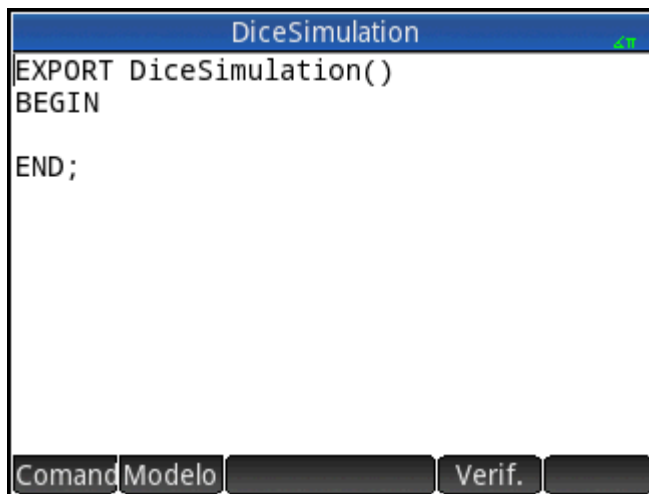 DiceSimulation
∡π
EXPORT DiceSimulation()
BEGIN
END;
Comand Modelo Verif.